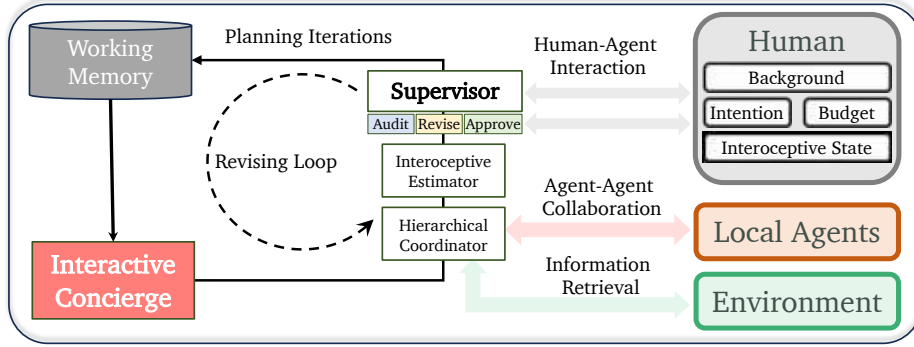 Working
Memory
Planning Iterations
Human-Agent
Interaction
Human
Background
Intention
Budget
Interoceptive State
Supervisor
Audit
Revise
Approve
Revising Loop
Interoceptive
Estimator
Hierarchical
Coordinator
Agent-Agent
Collaboration
Local Agents
Interactive
Concierge
Information
Retrieval
Environment